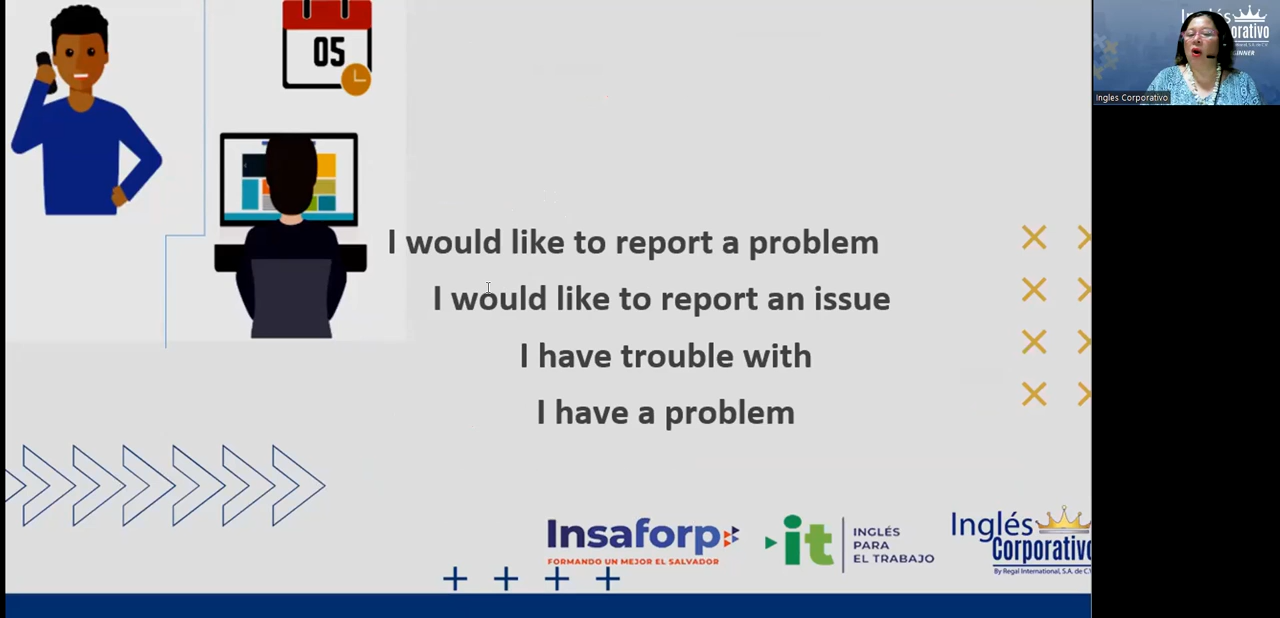 05
I would like to report a problem
I would like to report an issue
I have trouble with
I have a problem
Insaforp
FORMANDO UN MEJOR EL SALVADOR
it
INGLÉS
PARA
EL TRABAJO
Inglés
Corporativo
By Regal International, S.A. de C.V
Ingles Corporativo